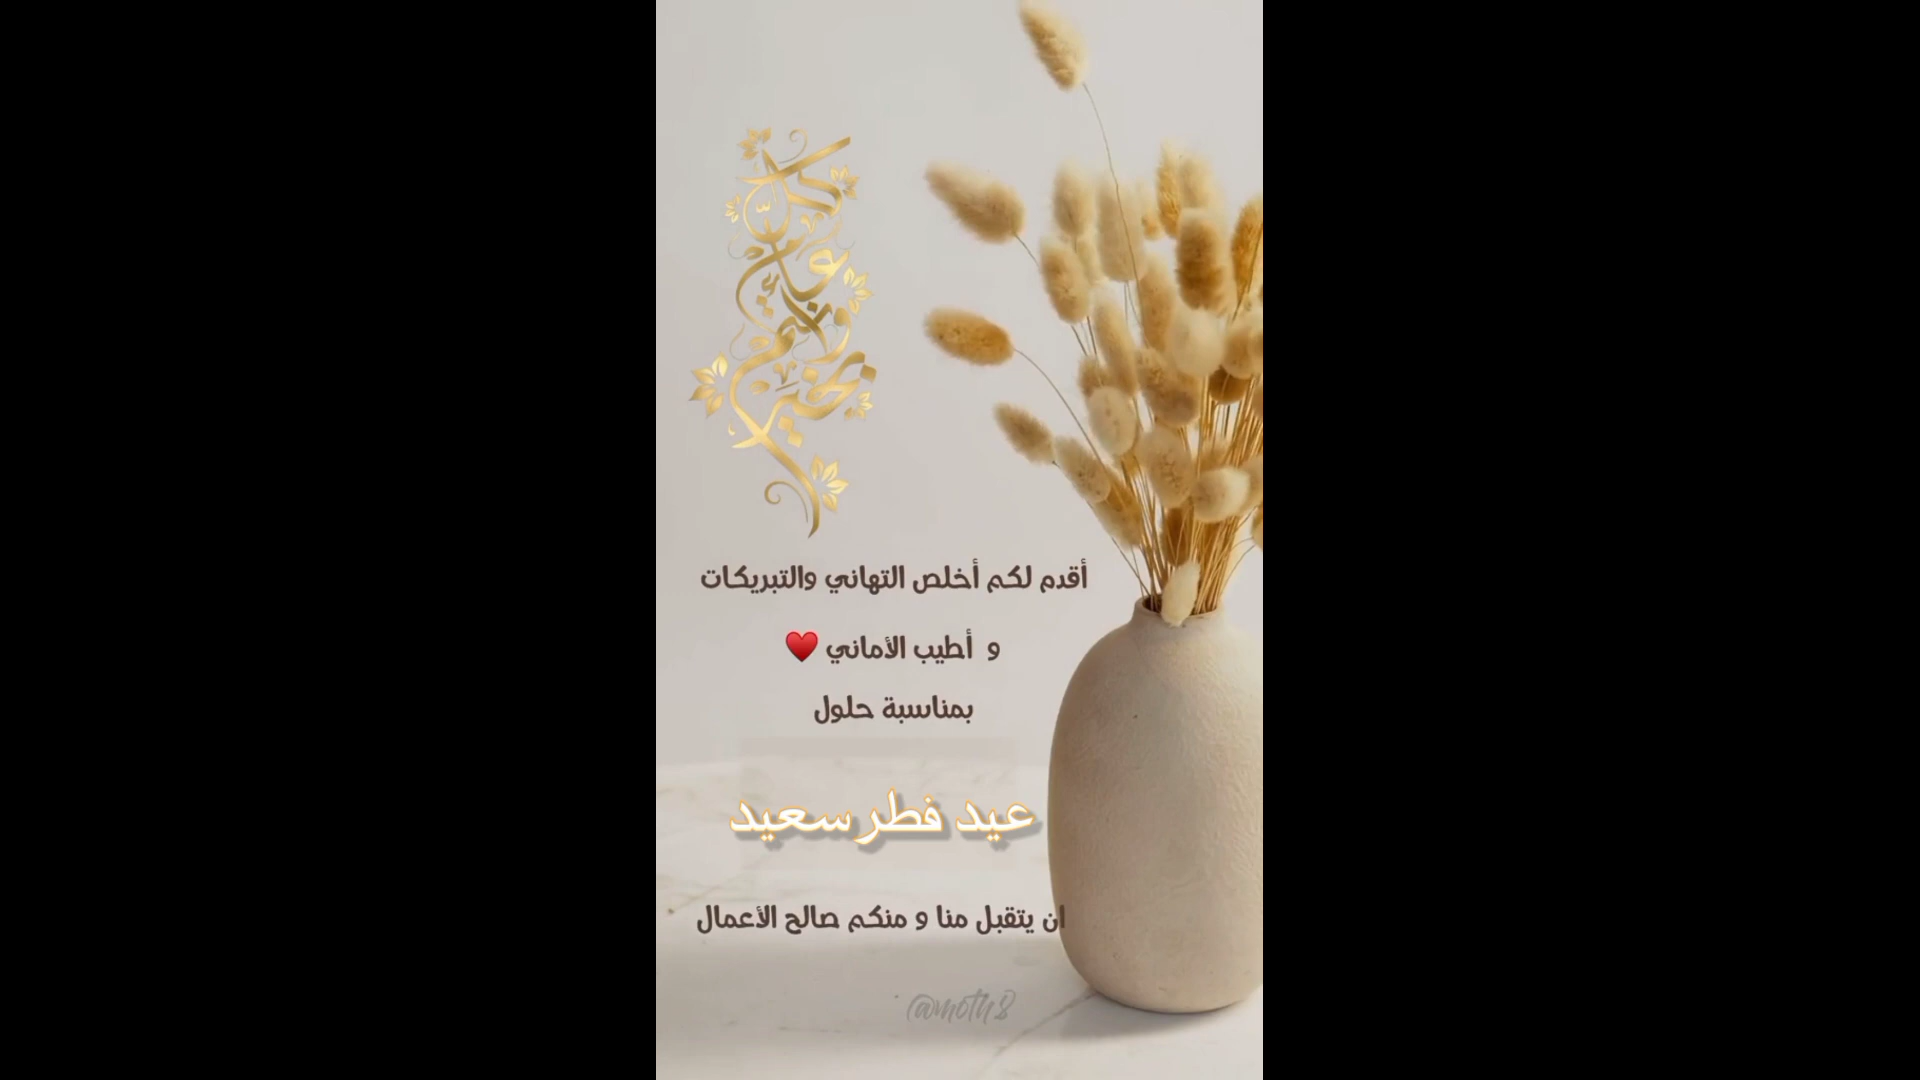 كل عام وأنتم بخير
أقدم لكم أخلص التهاني والتبريكات
و أطيب الأماني ♥️
بمناسبة حلول
عيد فطر سعيد
ان يتقبل منا و منكم صالح الأعمال
@moth8